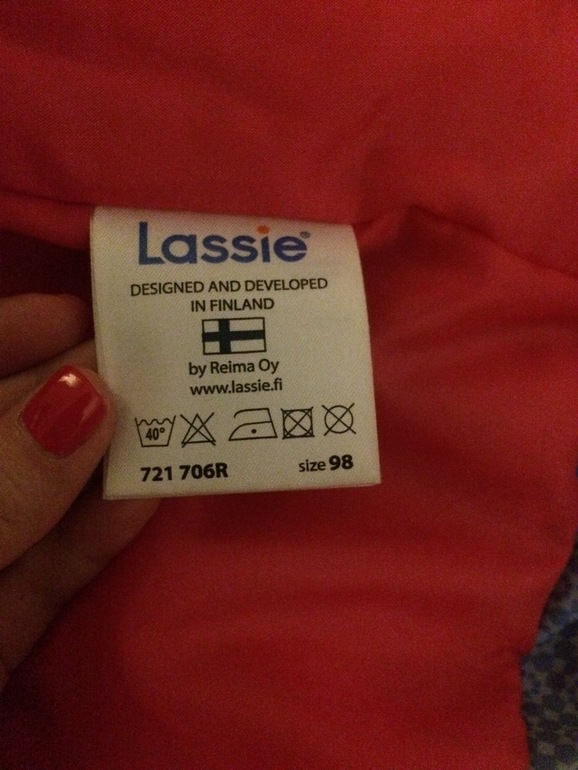 Lassie®
DESIGNED AND DEVELOPED
IN FINLAND
by Reima Oy
www.lassie.fi
40°
721 706R size 98